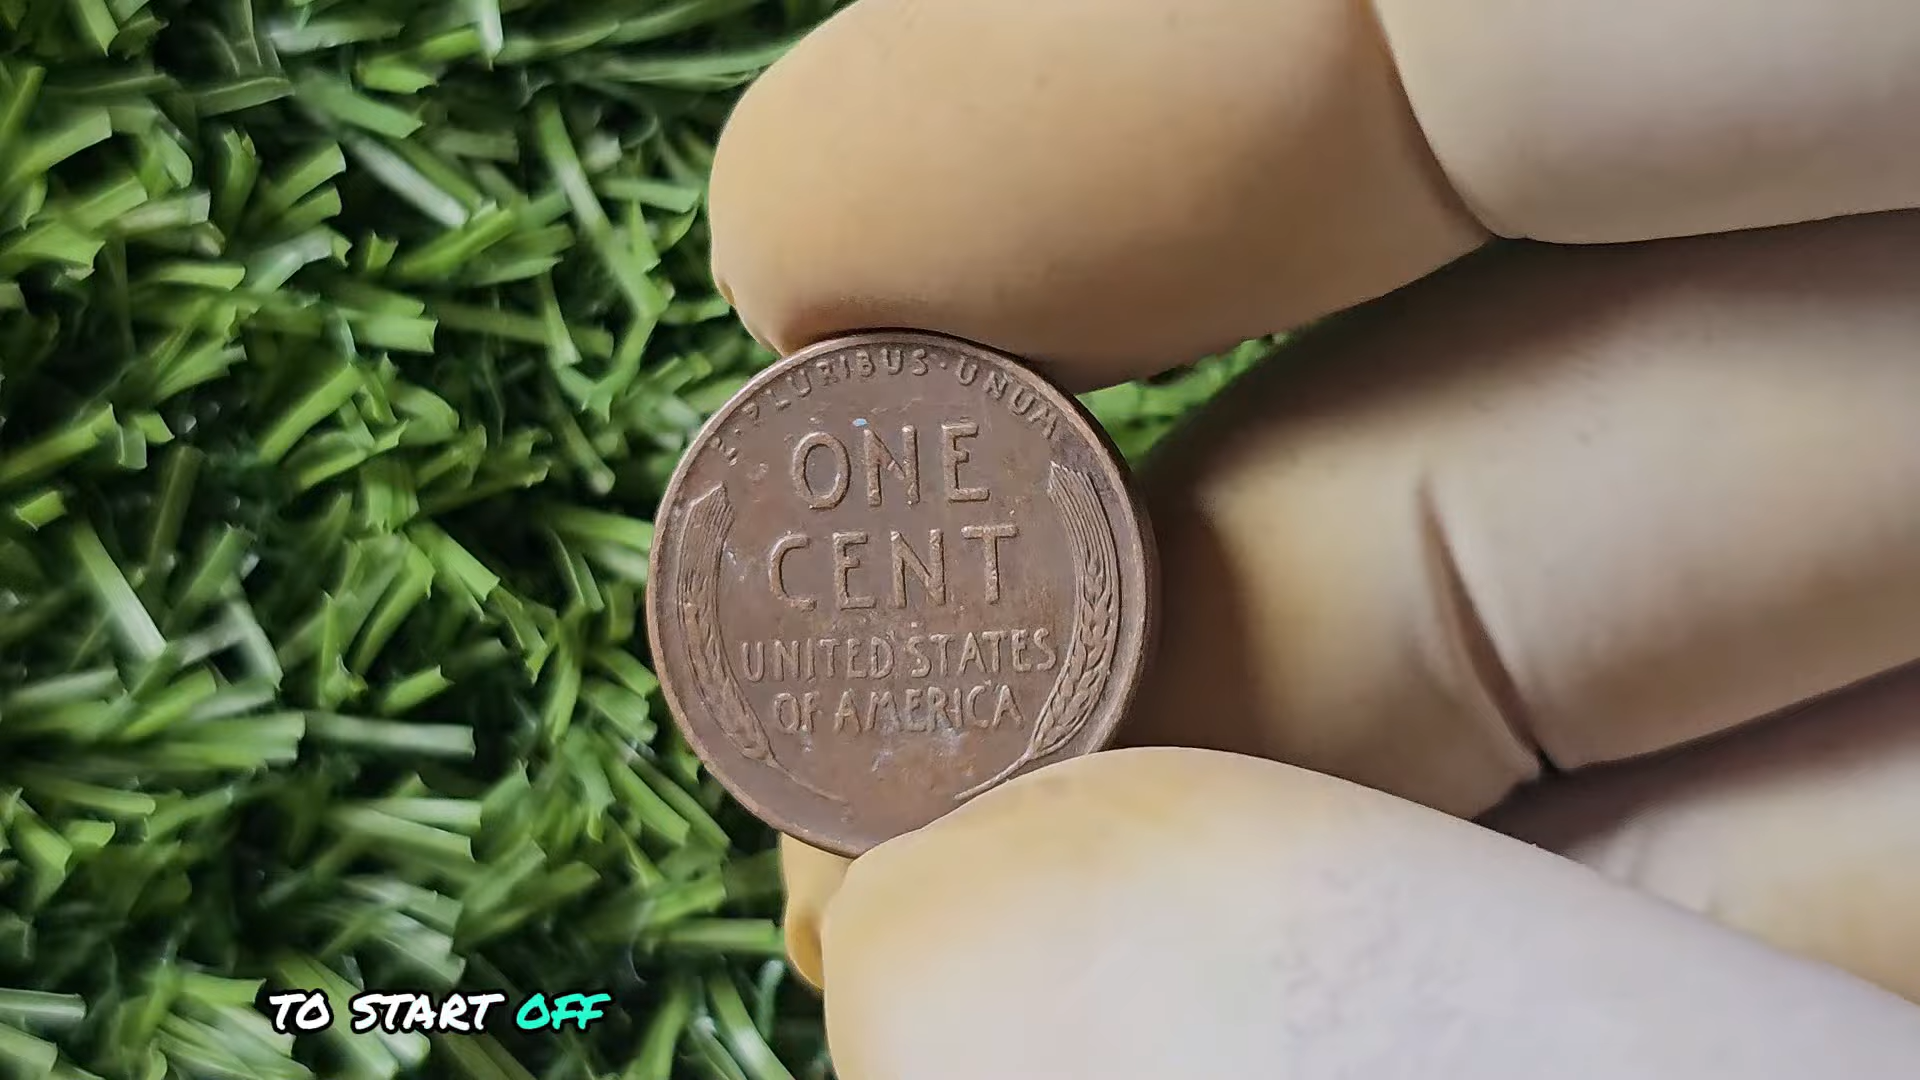 E·PLURIBUS·UNUM
ONE
CENT
UNITED STATES
OF AMERICA
TO START OFF